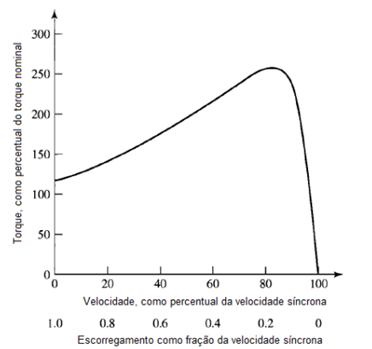 Torque, como percentual do torque nominal
300
250
200
150
100
50
0
0 20 40 60 80 100
Velocidade, como percentual da velocidade síncrona
1.0 0.8 0.6 0.4 0.2 0
Escorregamento como fração da velocidade síncrona